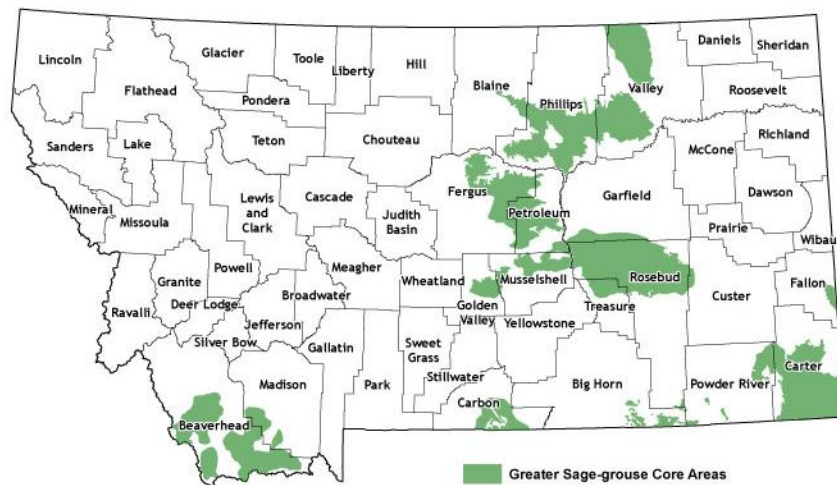 Lincoln
Flathead
Glacier
Toole
Liberty
Hill
Blaine
Phillips
Valley
Daniels
Sheridan
Roosevelt
Pondera
Teton
Chouteau
Richland
McCone
Sanders
Lake
Mineral
Missoula
Lewis
and
Clark
Cascade
Judith
Basin
Fergus
Petroleum
Garfield
Dawson
Prairie
Wibau
Powell
Granite
Deer Lodge
Ravalli
Meagher
Broadwater
Jefferson
Silver Bow
Wheatland
Golden
Valley
Musselshell
Rosebud
Treasure
Custer
Fallon
Gallatin
Park
Sweet
Grass
Yellowstone
Stillwater
Carbon
Big Horn
Powder River
Carter
Madison
Beaverhead
Greater Sage-grouse Core Areas